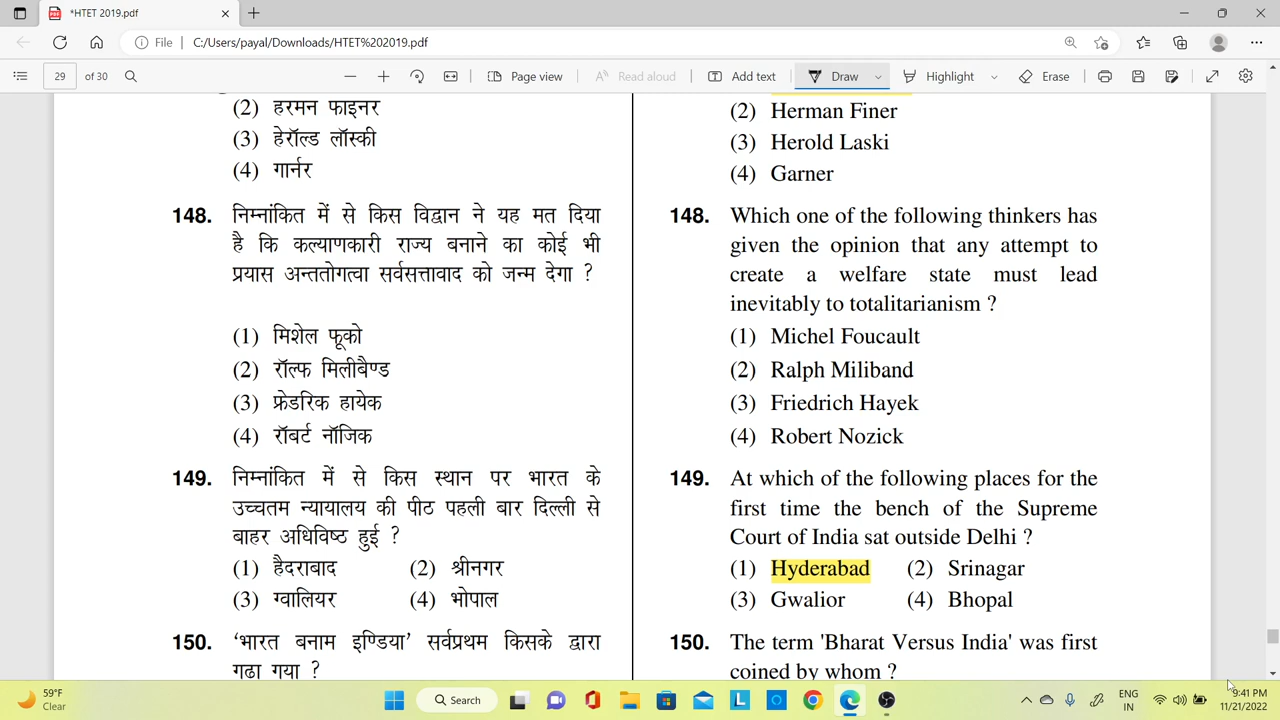 *HTET 2019.pdf
File
C:/Users/payal/Downloads/HTET%202019.pdf
29 of 30
Page view
Read aloud
Add text
Draw
Highlight
Erase
(2) हरमन फाइनर
(3) हेरॉल्ड लॉस्की
(4) गार्नर
148. निम्नांकित में से किस विद्वान ने यह मत दिया
है कि कल्याणकारी राज्य बनाने का कोई भी
प्रयास अन्ततोगत्वा सर्वसत्तावाद को जन्म देगा ?
(1) मिशेल फूको
(2) रॉल्फ मिलीबैण्ड
(3) फ्रेडरिक हायेक
(4) रॉबर्ट नॉजिक
149. निम्नांकित में से किस स्थान पर भारत के
उच्चतम न्यायालय की पीठ पहली बार दिल्ली से
बाहर अधिविष्ठ हुई ?
(1) हैदराबाद (2) श्रीनगर
(3) ग्वालियर (4) भोपाल
150. 'भारत बनाम इण्डिया' सर्वप्रथम किसके द्वारा
गढ़ा गया ?
(2) Herman Finer
(3) Herold Laski
(4) Garner
148. Which one of the following thinkers has
given the opinion that any attempt to
create a welfare state must lead
inevitably to totalitarianism ?
(1) Michel Foucault
(2) Ralph Miliband
(3) Friedrich Hayek
(4) Robert Nozick
149. At which of the following places for the
first time the bench of the Supreme
Court of India sat outside Delhi ?
(1) Hyderabad (2) Srinagar
(3) Gwalior (4) Bhopal
150. The term 'Bharat Versus India' was first
coined by whom ?
59°F
Clear
Search
ENG
IN
9:41 PM
11/21/2022